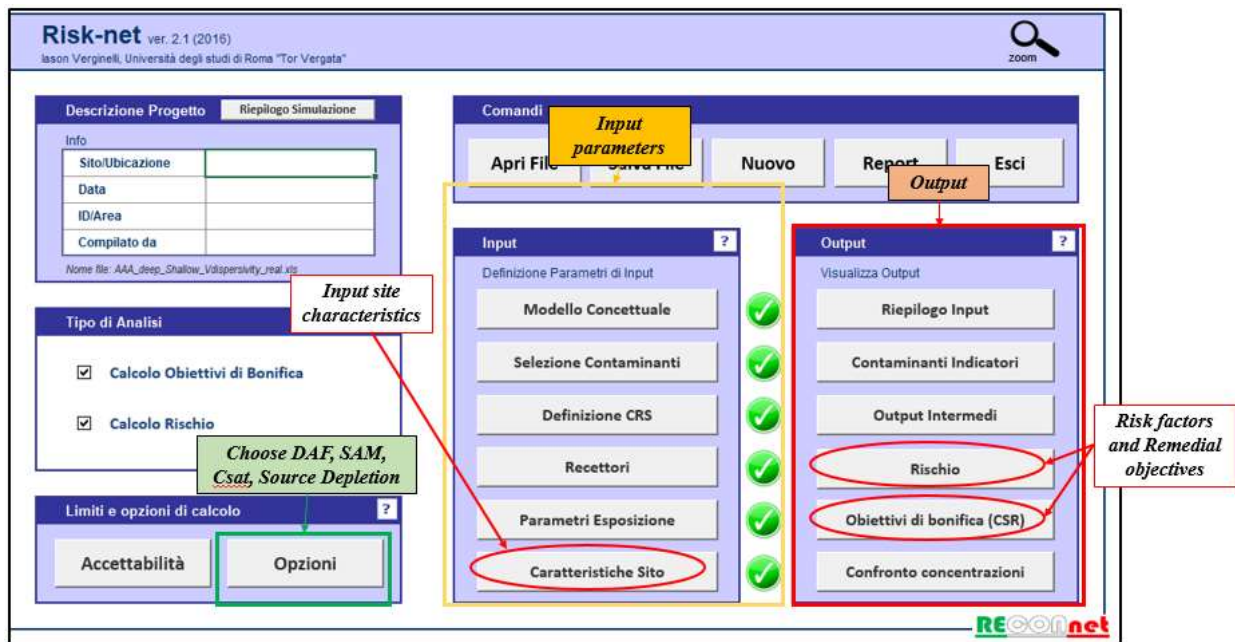 Risk-net ver. 2.1 (2016)
Iason Verginelli, Università degli studi di Roma "Tor Vergata"
zoom
Descrizione Progetto
Riepilogo Simulazione
Info
Sito/Ubicazione
Data
ID/Area
Compilato da
Nome file: AAA_deep_Shallow_Vdispersivity_real.xls
Tipo di Analisi
Calcolo Obiettivi di Bonifica
Calcolo Rischio
Choose DAF, SAM,
Csat, Source Depletion
Limiti e opzioni di calcolo
?
Accettabilità
Opzioni
Comandi
Input
parameters
Apri File
Salva File
Nuovo
Report
Esci
Output
Input
?
Definizione Parametri di Input
Input site
characteristics
Modello Concettuale
Selezione Contaminanti
Definizione CRS
Recettori
Parametri Esposizione
Caratteristiche Sito
Output
?
Visualizza Output
Riepilogo Input
Contaminanti Indicatori
Output Intermedi
Rischio
Obiettivi di bonifica (CSR)
Confronto concentrazioni
Risk factors
and Remedial
objectives
RECONnet